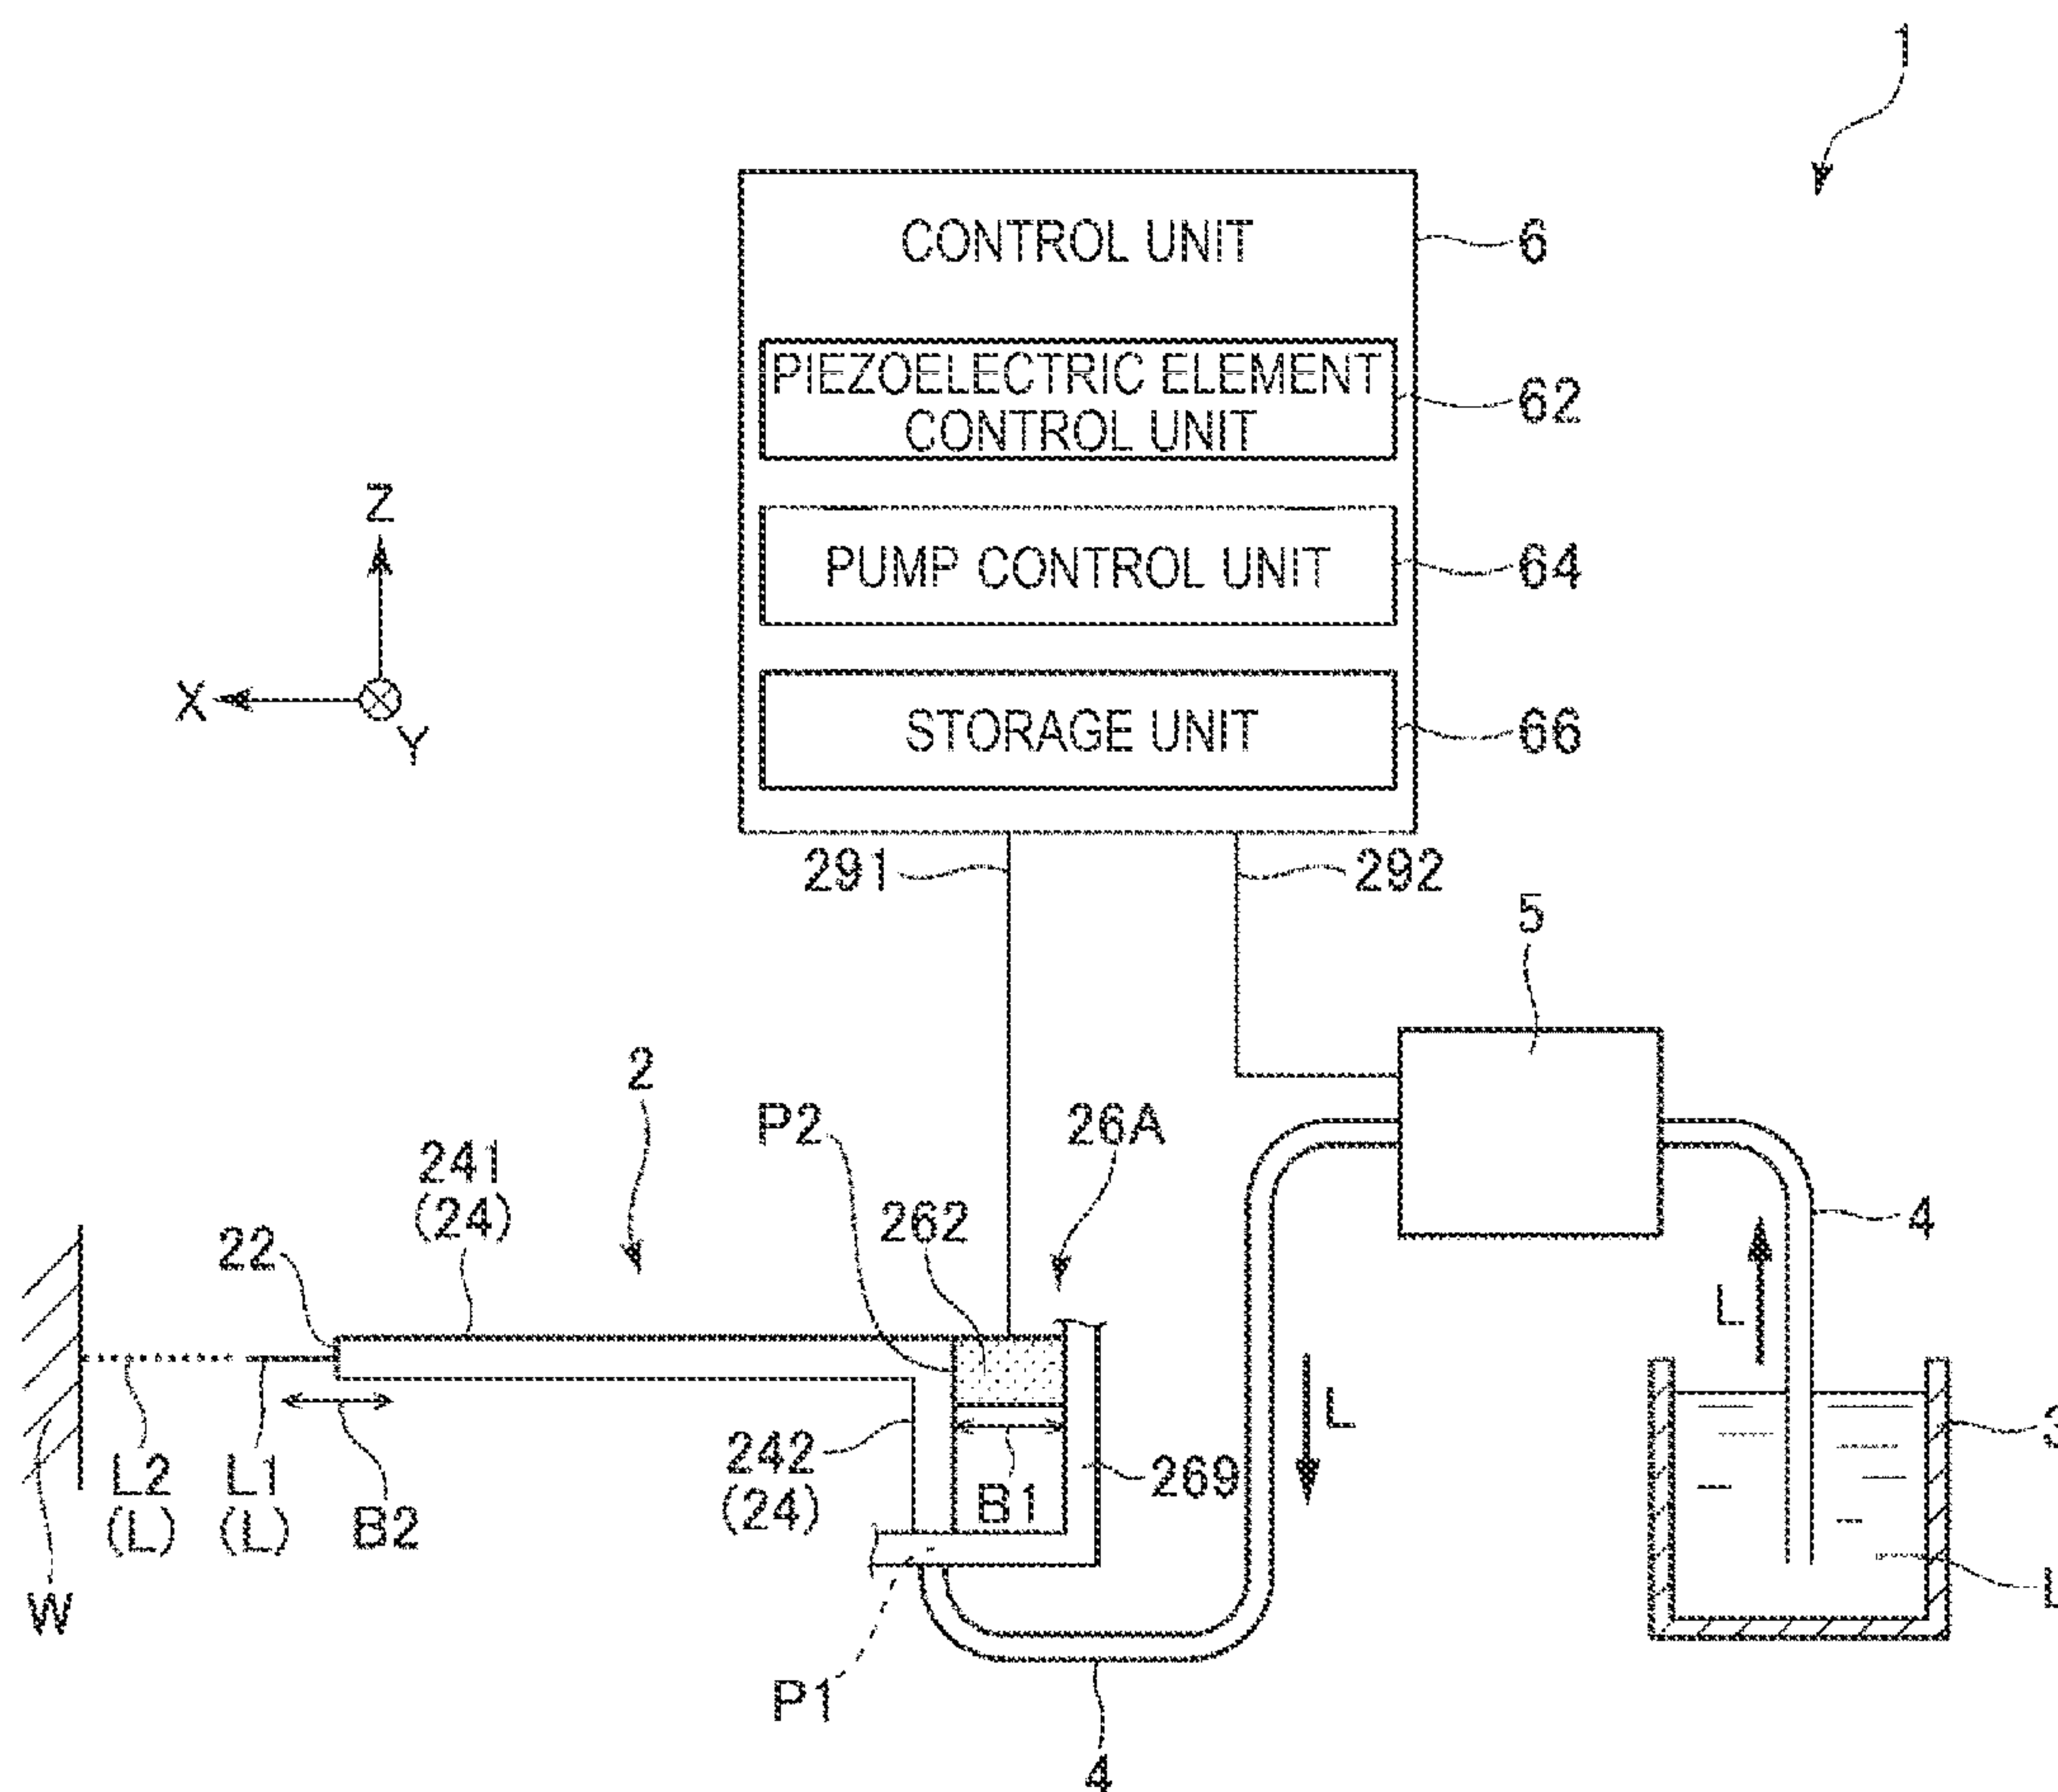 1
CONTROL UNIT
6
PIEZOELECTRIC ELEMENT
CONTROL UNIT
62
Z
PUMP CONTROL UNIT
64
X
Y
STORAGE UNIT
66
291
292
5
2
P2
26A
241
(24)
262
22
4
L
L
3
242
(24)
B1
269
L2
(L)
L1
(L)
B2
W
L
P1
4